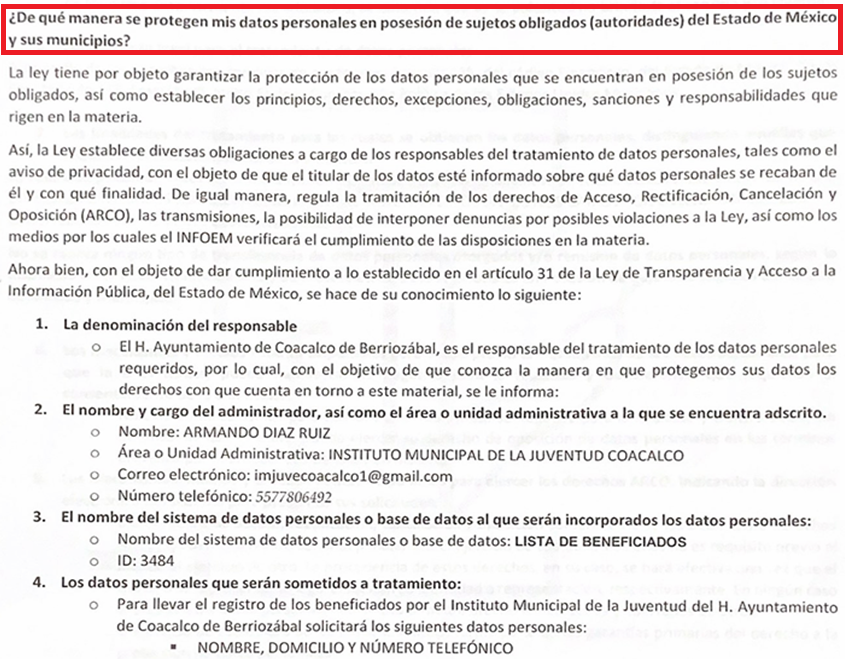 ¿De qué manera se protegen mis datos personales en posesión de sujetos obligados (autoridades) del Estado de México
y sus municipios?
La ley tiene por objeto garantizar la protección de los datos personales que se encuentran en posesión de los sujetos
obligados, así como establecer los principios, derechos, excepciones, obligaciones, sanciones y responsabilidades que
rigen en la materia.
Así, la Ley establece diversas obligaciones a cargo de los responsables del tratamiento de datos personales, tales como el
aviso de privacidad, con el objeto de que el titular de los datos esté informado sobre qué datos personales se recaban de
él y con qué finalidad. De igual manera, regula la tramitación de los derechos de Acceso, Rectificación, Cancelación y
Oposición (ARCO), las transmisiones, la posibilidad de interponer denuncias por posibles violaciones a la Ley, así como los
medios por los cuales el INFOEM verificará el cumplimiento de las disposiciones en la materia.
Ahora bien, con el objeto de dar cumplimiento a lo establecido en el artículo 31 de la Ley de Transparencia y Acceso a la
Información Pública, del Estado de México, se hace de su conocimiento lo siguiente:
1. La denominación del responsable
o El H. Ayuntamiento de Coacalco de Berriozábal, es el responsable del tratamiento de los datos personales
requeridos, por lo cual, con el objetivo de que conozca la manera en que protegemos sus datos los
derechos con que cuenta en torno a este material, se le informa:
2. El nombre y cargo del administrador, así como el área o unidad administrativa a la que se encuentra adscrito.
o Nombre: ARMANDO DIAZ RUIZ
o Área o Unidad Administrativa: INSTITUTO MUNICIPAL DE LA JUVENTUD COACALCO
o Correo electrónico: imjuvecoacalco1@gmail.com
o Número telefónico: 5577806492
3. El nombre del sistema de datos personales o base de datos al que serán incorporados los datos personales:
o Nombre del sistema de datos personales o base de datos: LISTA DE BENEFICIADOS
o ID: 3484
4. Los datos personales que serán sometidos a tratamiento:
o Para llevar el registro de los beneficiados por el Instituto Municipal de la Juventud del H. Ayuntamiento
de Coacalco de Berriozábal solicitará los siguientes datos personales:
▪ NOMBRE, DOMICILIO Y NÚMERO TELEFÓNICO